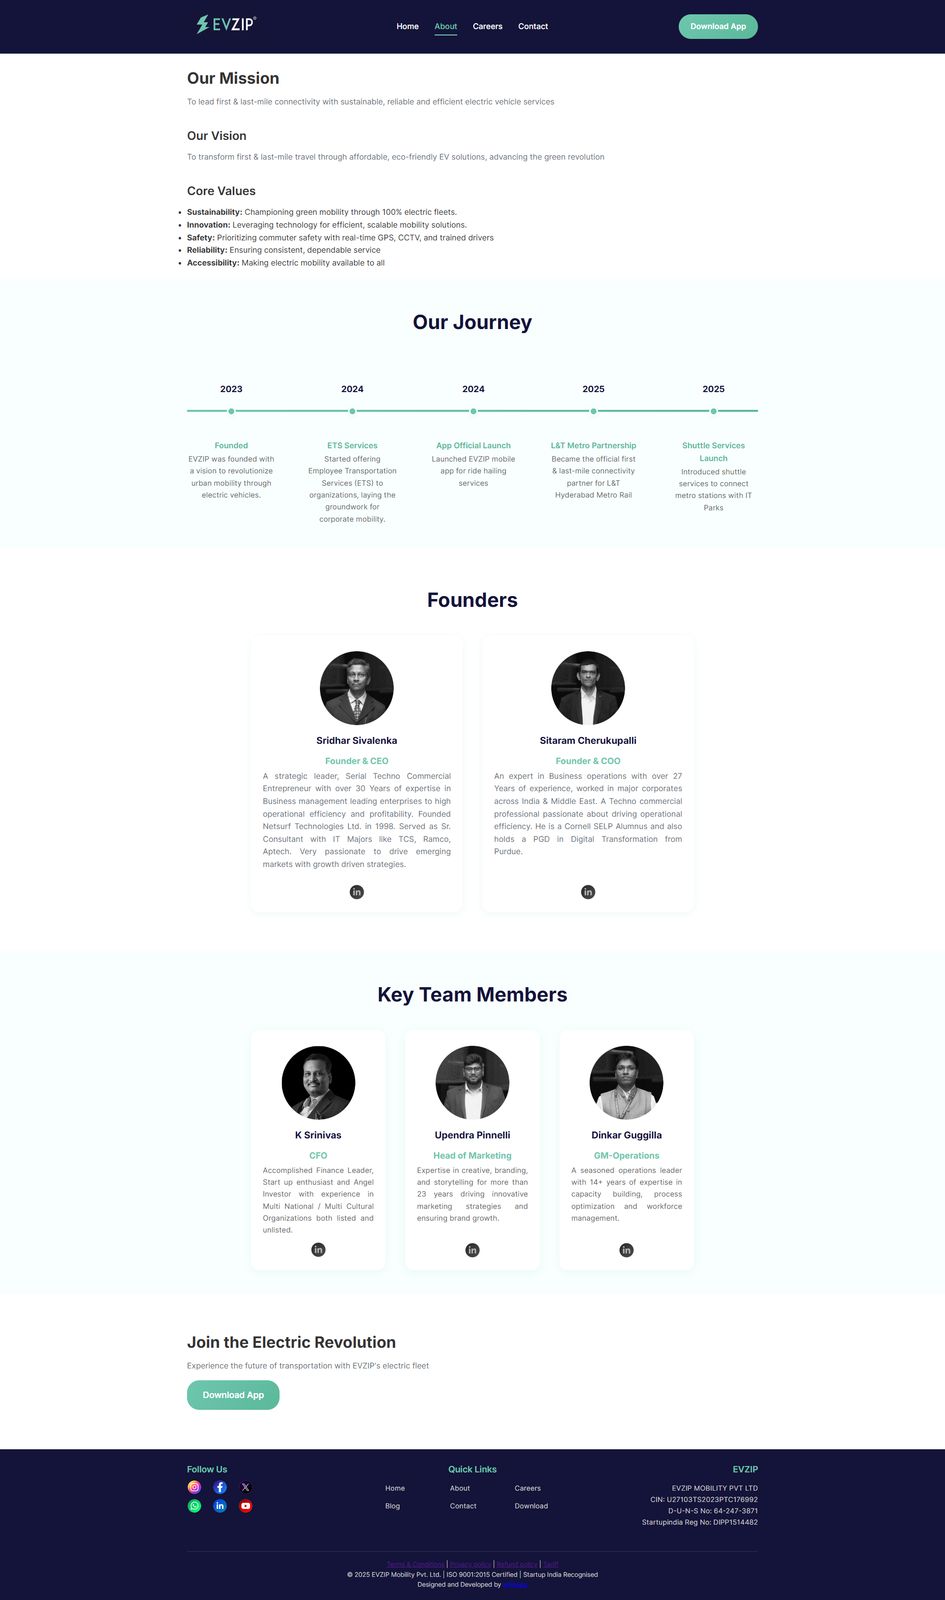 EVZIP®
Home
About
Careers
Contact
Download App
Our Mission
To lead first & last-mile connectivity with sustainable, reliable and efficient electric vehicle services
Our Vision
To transform first & last-mile travel through affordable, eco-friendly EV solutions, advancing the green revolution
Core Values
• Sustainability: Championing green mobility through 100% electric fleets.
• Innovation: Leveraging technology for efficient, scalable mobility solutions.
• Safety: Prioritizing commuter safety with real-time GPS, CCTV, and trained drivers
• Reliability: Ensuring consistent, dependable service
• Accessibility: Making electric mobility available to all
Our Journey
2023
Founded
EVZIP was founded with
a vision to revolutionize
urban mobility through
electric vehicles.
2024
ETS Services
Started offering
Employee Transportation
Services (ETS) to
organizations, laying the
groundwork for
corporate mobility.
2024
App Official Launch
Launched EVZIP mobile
app for ride hailing
services
2025
L&T Metro Partnership
Became the official first
& last-mile connectivity
partner for L&T
Hyderabad Metro Rail
2025
Shuttle Services
Launch
Introduced shuttle
services to connect
metro stations with IT
Parks
Founders
Sridhar Sivalenka
Founder & CEO
A strategic leader, Serial Techno Commercial
Entrepreneur with over 30 Years of expertise in
Business management leading enterprises to high
operational efficiency and profitability. Founded
Netsurf Technologies Ltd. in 1998. Served as Sr.
Consultant with IT Majors like TCS, Ramco,
Aptech. Very passionate to drive emerging
markets with growth driven strategies.
in
Sitaram Cherukupalli
Founder & COO
An expert in Business operations with over 27
Years of experience, worked in major corporates
across India & Middle East. A Techno commercial
professional passionate about driving operational
efficiency. He is a Cornell SELP Alumnus and also
holds a PGD in Digital Transformation from
Purdue.
in
Key Team Members
K Srinivas
CFO
Accomplished Finance Leader,
Start up enthusiast and Angel
Investor with experience in
Multi National / Multi Cultural
Organizations both listed and
unlisted.
in
Upendra Pinnelli
Head of Marketing
Expertise in creative, branding,
and storytelling for more than
23 years driving innovative
marketing strategies and
ensuring brand growth.
in
Dinkar Guggilla
GM-Operations
A seasoned operations leader
with 14+ years of expertise in
capacity building, process
optimization and workforce
management.
in
Join the Electric Revolution
Experience the future of transportation with EVZIP's electric fleet
Download App
Follow Us
in
Quick Links
Home
About
Careers
Blog
Contact
Download
EVZIP
EVZIP MOBILITY PVT LTD
CIN: U27103TS2023PTC176992
D-U-N-S No: 64-247-3871
Startupindia Reg No: DIPP1514482
Terms & Conditions | Privacy policy | Refund policy | Tariff
© 2025 EVZIP Mobility Pvt. Ltd. | ISO 9001:2015 Certified | Startup India Recognised
Designed and Developed by